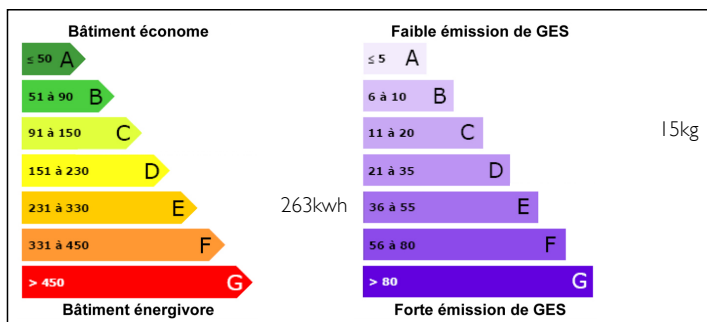 Bâtiment économe
≤ 50 A
51 à 90 B
91 à 150 C
151 à 230 D
231 à 330 E
331 à 450 F
> 450 G
Bâtiment énergivore
263kwh
Faible émission de GES
≤ 5 A
6 à 10 B
11 à 20 C
21 à 35 D
36 à 55 E
56 à 80 F
> 80 G
Forte émission de GES
15kg